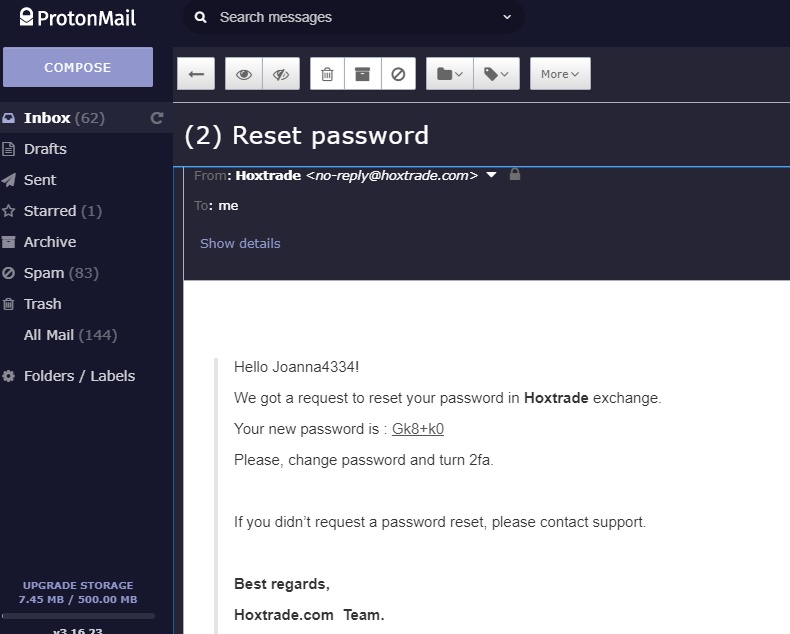 ProtonMail
Search messages
COMPOSE
More
Inbox (62)
Drafts
Sent
Starred (1)
Archive
Spam (83)
Trash
All Mail (144)
Folders / Labels
UPGRADE STORAGE
7.45 MB / 500.00 MB
v3.16.23
(2) Reset password
From: Hoxtrade <no-reply@hoxtrade.com>
To: me
Show details
Hello Joanna4334!
We got a request to reset your password in Hoxtrade exchange.
Your new password is : Gk8+k0
Please, change password and turn 2fa.
If you didn’t request a password reset, please contact support.
Best regards,
Hoxtrade.com Team.